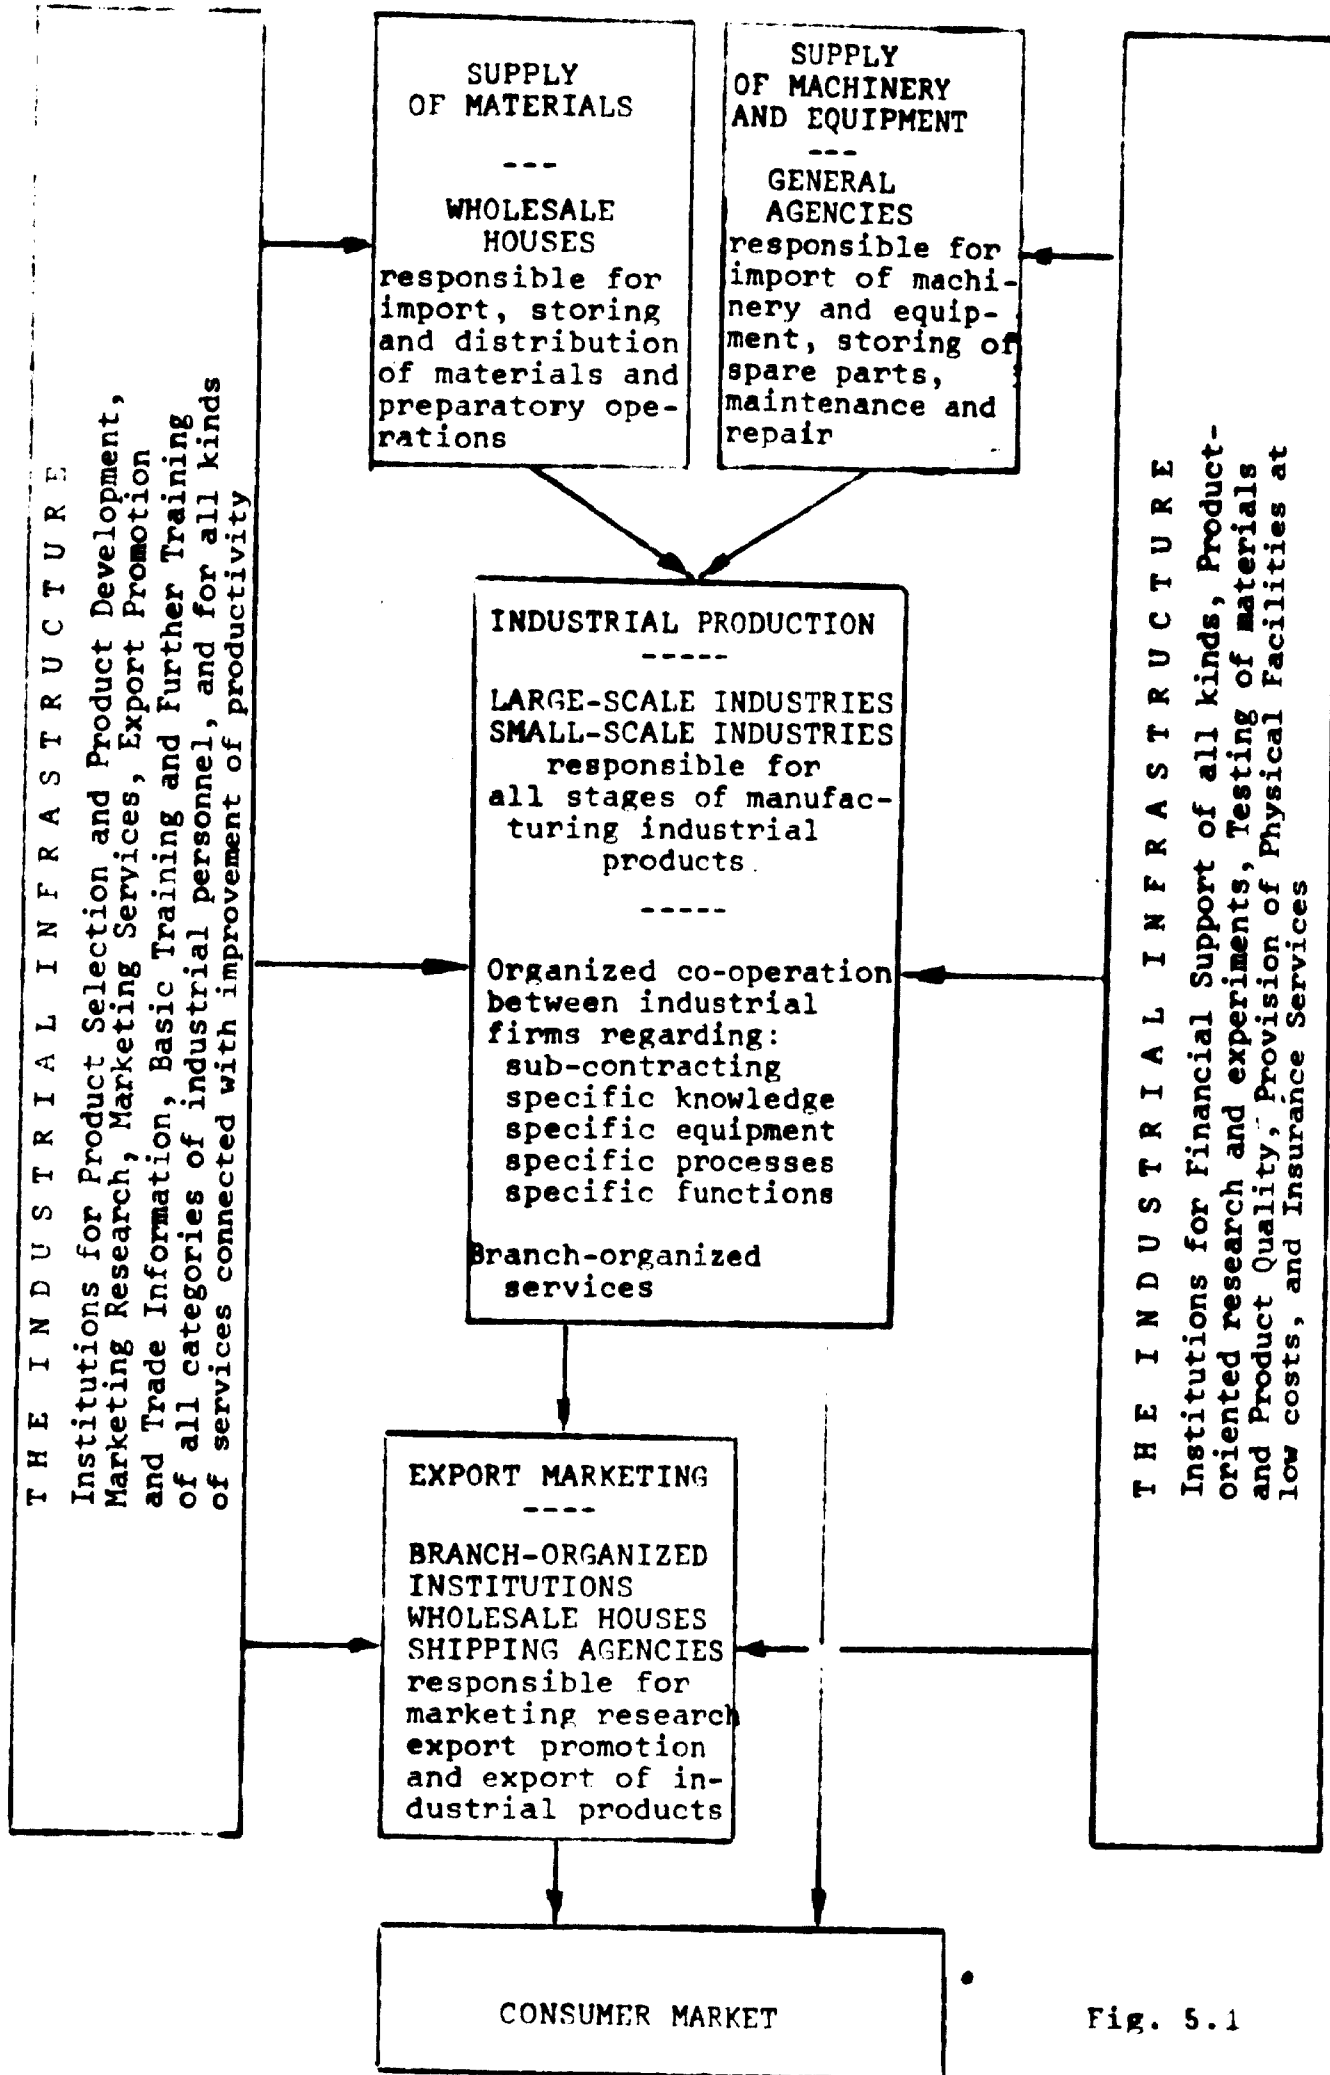 T H E   I N D U S T R I A L   I N F R A S T R U C T U R E
Institutions for Product Selection and Product Development,
Marketing Research, Marketing Services, Export Promotion
and Trade Information, Basic Training and Further Training
of all categories of industrial personnel, and for all kinds
of services connected with improvement of productivity
SUPPLY
OF MATERIALS
---
WHOLESALE
HOUSES
responsible for
import, storing
and distribution
of materials and
preparatory ope-
rations
SUPPLY
OF MACHINERY
AND EQUIPMENT
---
GENERAL
AGENCIES
responsible for
import of machi-
nery and equip-
ment, storing of
spare parts,
maintenance and
repair
INDUSTRIAL PRODUCTION
-----
LARGE-SCALE INDUSTRIES
SMALL-SCALE INDUSTRIES
responsible for
all stages of manufac-
turing industrial
products.
-----
Organized co-operation
between industrial
firms regarding:
sub-contracting
specific knowledge
specific equipment
specific processes
specific functions
Branch-organized
services
EXPORT MARKETING
----
BRANCH-ORGANIZED
INSTITUTIONS
WHOLESALE HOUSES
SHIPPING AGENCIES
responsible for
marketing research
export promotion
and export of in-
dustrial products
CONSUMER MARKET
T H E   I N D U S T R I A L   I N F R A S T R U C T U R E
Institutions for Financial Support of all kinds, Product-
oriented research and experiments, Testing of materials
and Product Quality, Provision of Physical Facilities at
low costs, and Insurance Services
Fig. 5.1